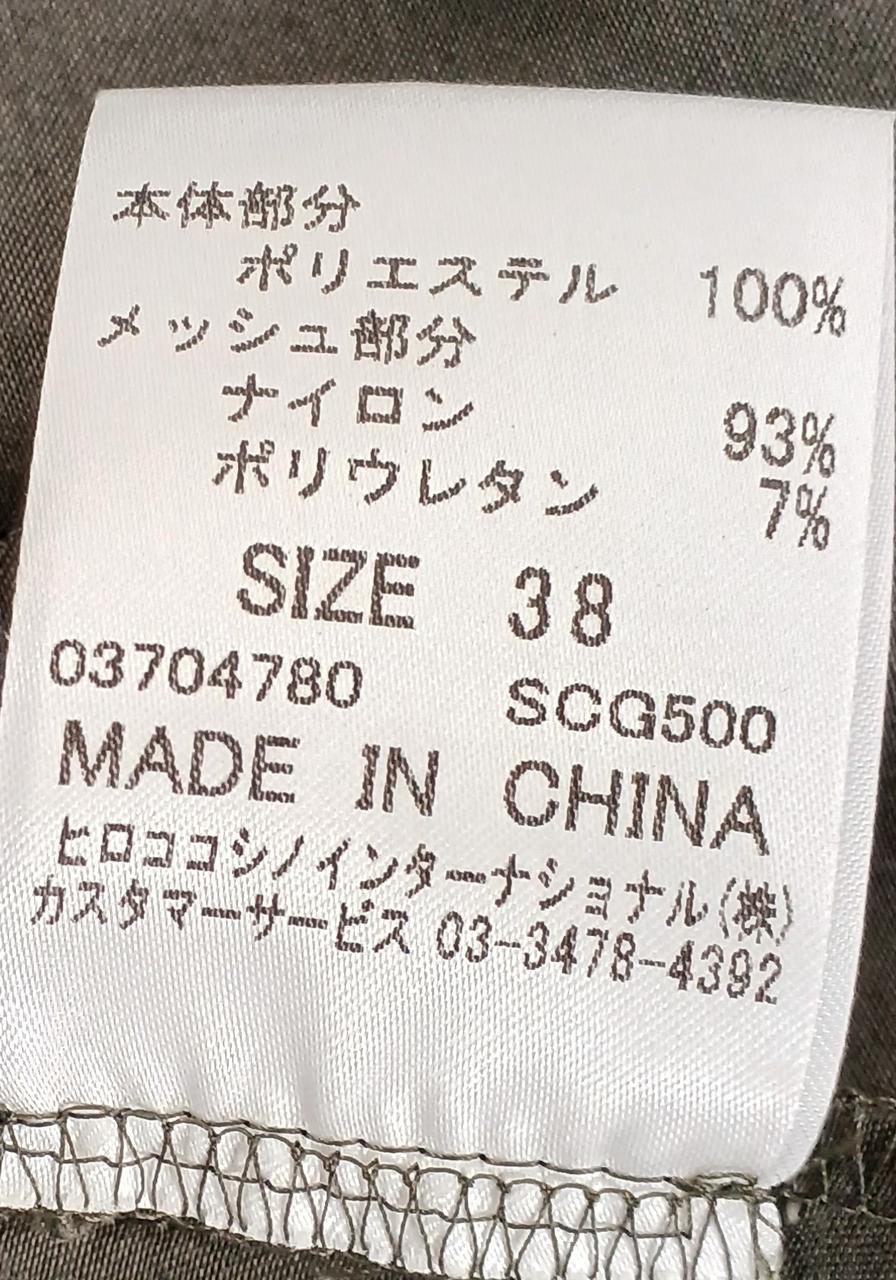 本体部分
ポリエステル 100%
メッシュ部分
ナイロン 93%
ポリウレタン 7%
SIZE 38
03704780 SCG500
MADE IN CHINA
ヒロココシノインターナショナル(株)
カスタマーサービス 03-3478-4392